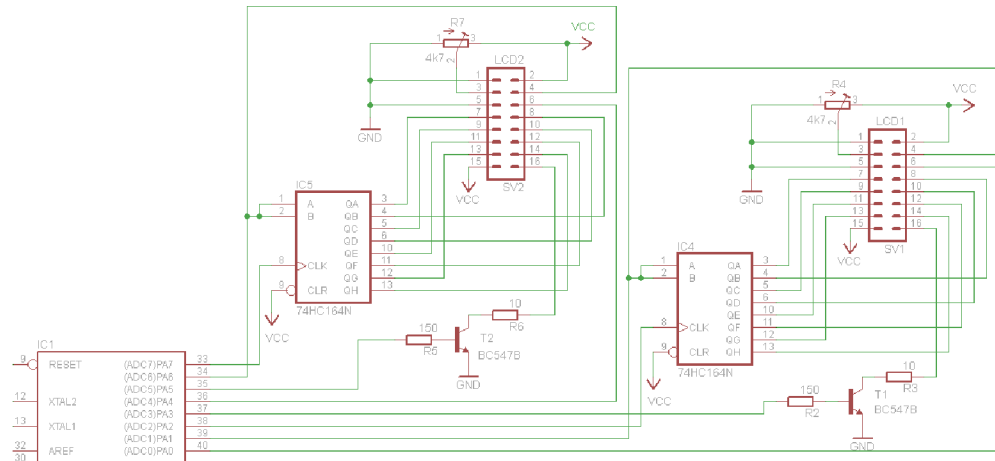 R7
1 3
4k7 2
VCC
LCD2
1 2
3 4
5 6
7 8
9 10
11 12
13 14
15 16
SV2
GND
VCC
R4
1 3
4k7 2
VCC
LCD1
1 2
3 4
5 6
7 8
9 10
11 12
13 14
15 16
SV1
GND
VCC
IC5
1 A QA 3
2 B QB 4
QC 5
QD 6
QE 10
QF 11
8 CLK QG 12
9 CLR QH 13
74HC164N
VCC
IC4
1 A QA 3
2 B QB 4
QC 5
QD 6
QE 10
8 CLK QF 11
QG 12
9 CLR QH 13
74HC164N
VCC
10
R6
150
R5
T2
BC547B
GND
10
R3
150
R2
T1
BC547B
GND
IC1
9 RESET (ADC7)PA7 33
(ADC6)PA6 34
(ADC5)PA5 35
12 XTAL2 (ADC4)PA4 36
(ADC3)PA3 37
13 XTAL1 (ADC2)PA2 38
(ADC1)PA1 39
32 AREF (ADC0)PA0 40
30